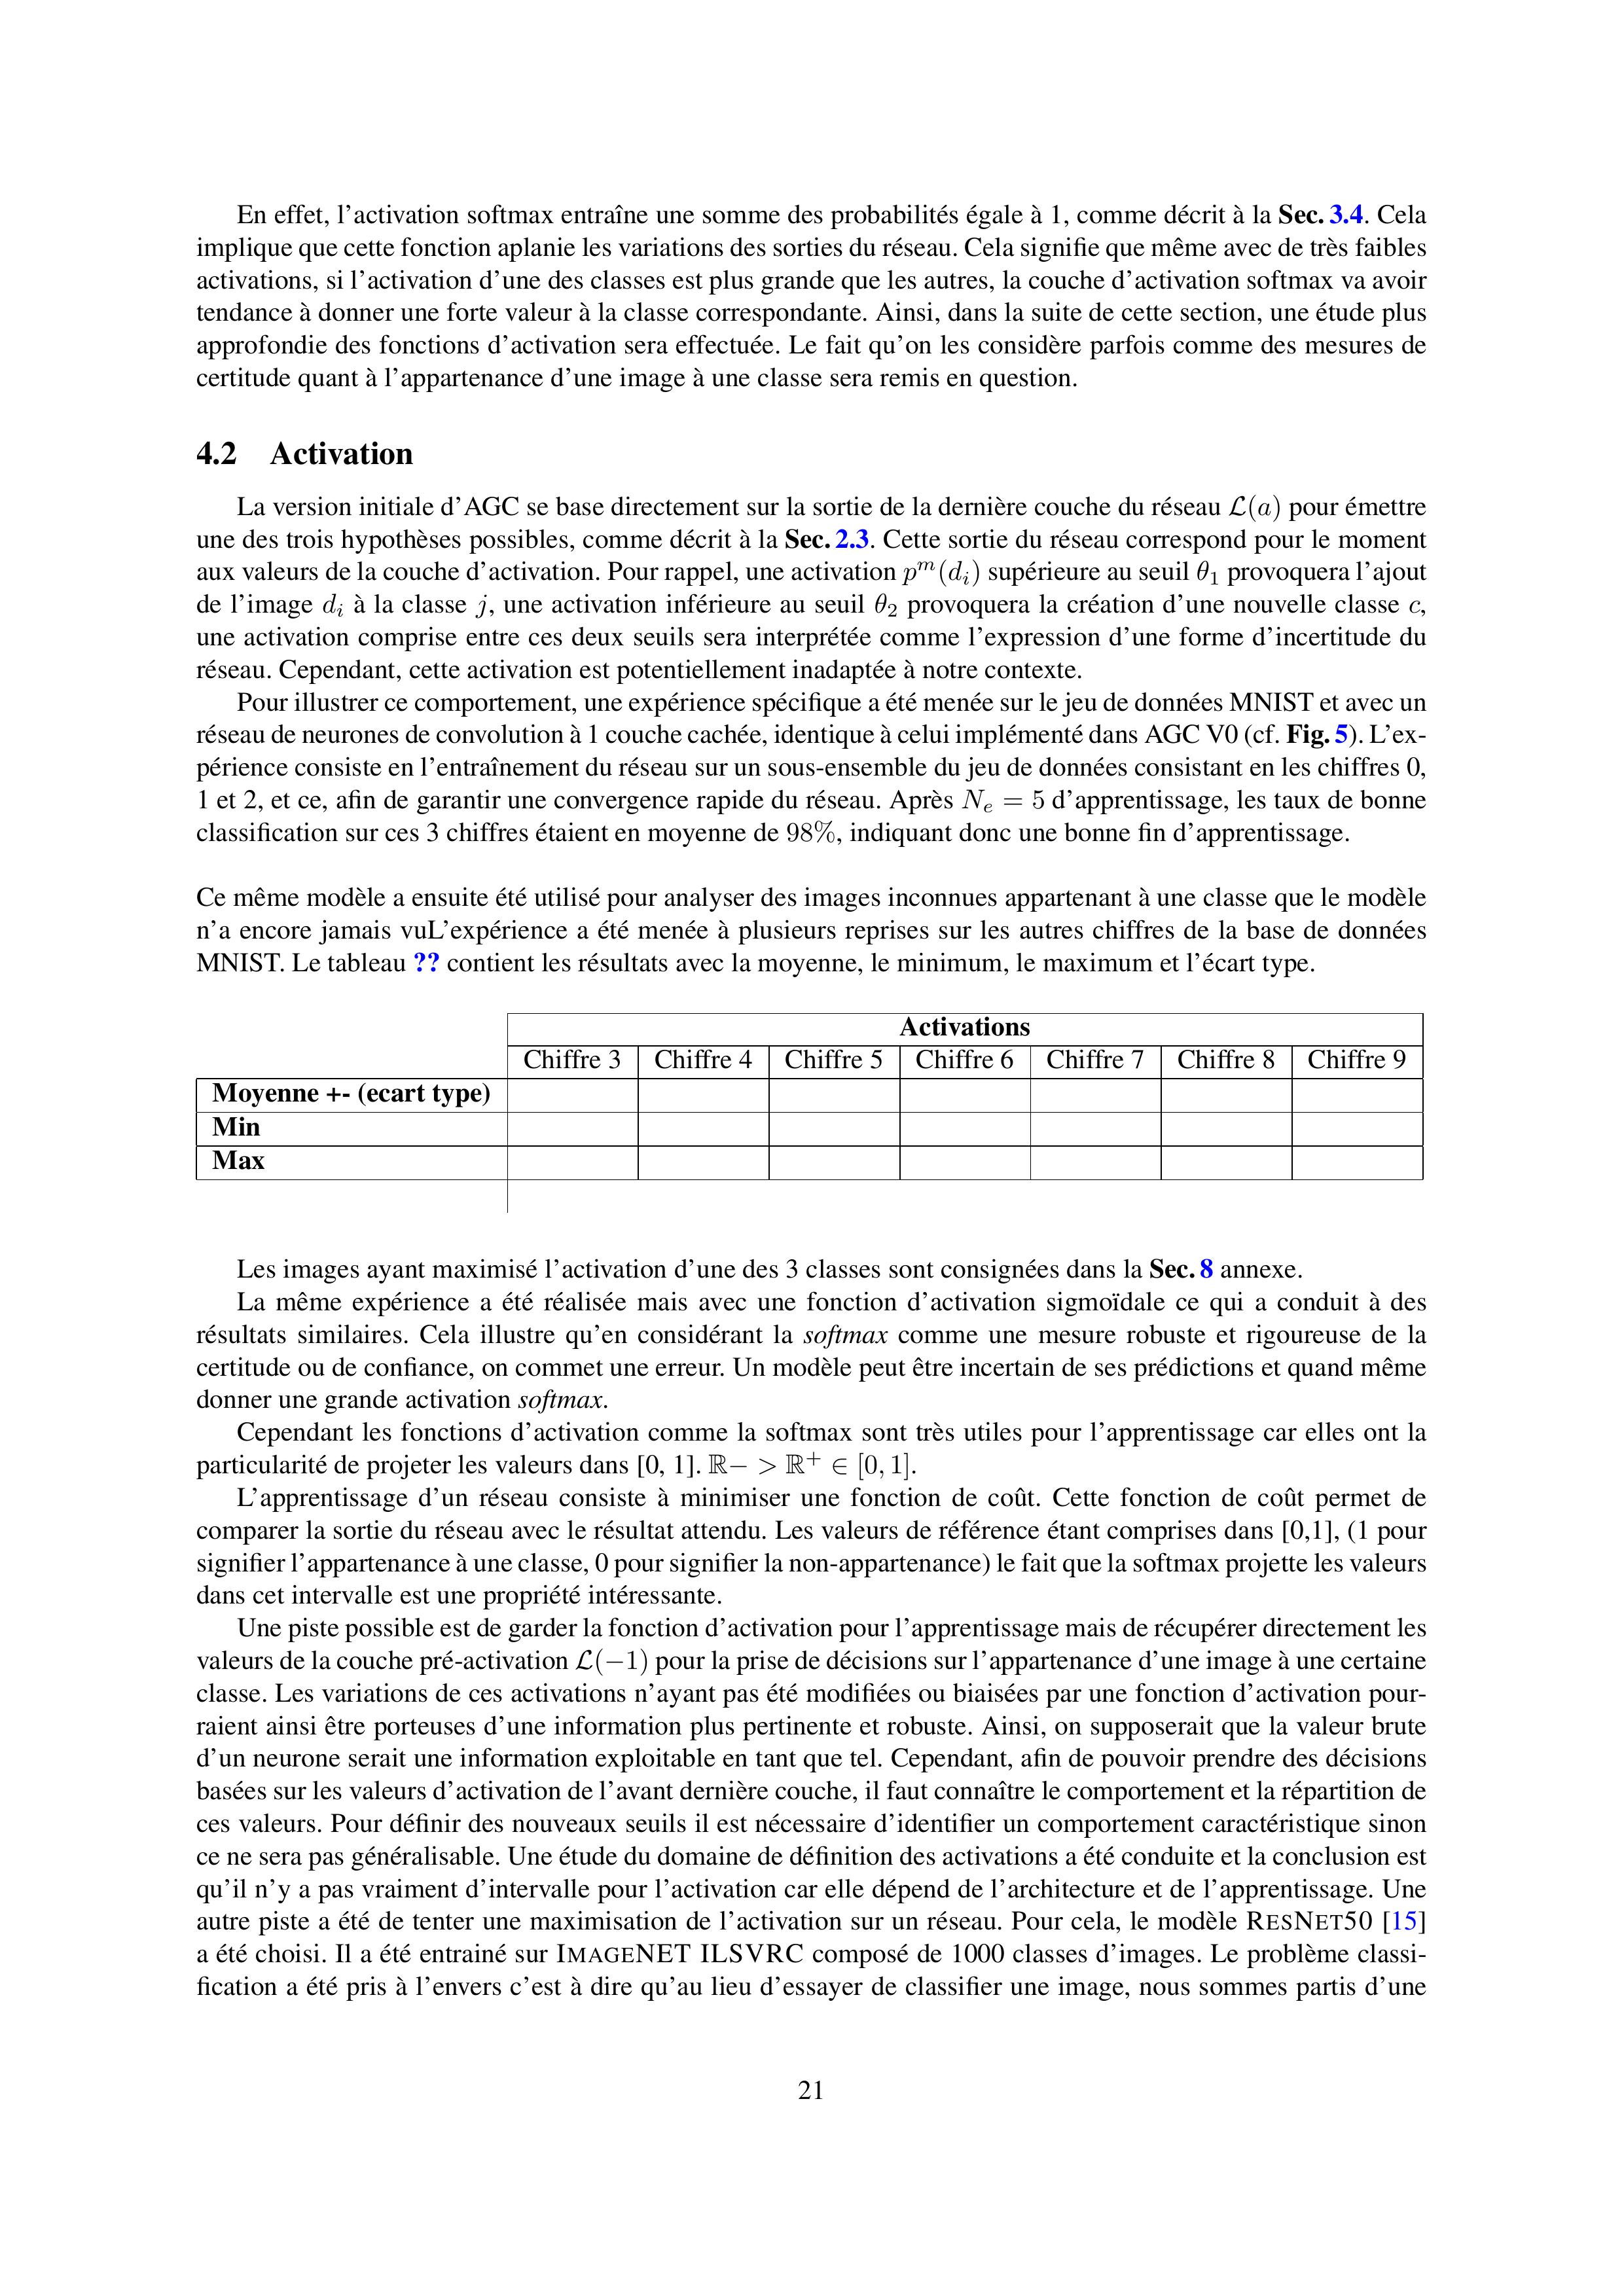 En effet, l'activation softmax entraîne une somme des probabilités égale à 1, comme décrit à la Sec. 3.4. Cela
implique que cette fonction aplanie les variations des sorties du réseau. Cela signifie que même avec de très faibles
activations, si l'activation d'une des classes est plus grande que les autres, la couche d'activation softmax va avoir
tendance à donner une forte valeur à la classe correspondante. Ainsi, dans la suite de cette section, une étude plus
approfondie des fonctions d'activation sera effectuée. Le fait qu'on les considère parfois comme des mesures de
certitude quant à l'appartenance d'une image à une classe sera remis en question.
4.2 Activation
La version initiale d'AGC se base directement sur la sortie de la dernière couche du réseau ℒ(a) pour émettre
une des trois hypothèses possibles, comme décrit à la Sec. 2.3. Cette sortie du réseau correspond pour le moment
aux valeurs de la couche d'activation. Pour rappel, une activation pᵐ(dᵢ) supérieure au seuil θ₁ provoquera l'ajout
de l'image dᵢ à la classe j, une activation inférieure au seuil θ₂ provoquera la création d'une nouvelle classe c,
une activation comprise entre ces deux seuils sera interprétée comme l'expression d'une forme d'incertitude du
réseau. Cependant, cette activation est potentiellement inadaptée à notre contexte.
Pour illustrer ce comportement, une expérience spécifique a été menée sur le jeu de données MNIST et avec un
réseau de neurones de convolution à 1 couche cachée, identique à celui implémenté dans AGC V0 (cf. Fig. 5). L'ex-
périence consiste en l'entraînement du réseau sur un sous-ensemble du jeu de données consistant en les chiffres 0,
1 et 2, et ce, afin de garantir une convergence rapide du réseau. Après Nₑ = 5 d'apprentissage, les taux de bonne
classification sur ces 3 chiffres étaient en moyenne de 98%, indiquant donc une bonne fin d'apprentissage.
Ce même modèle a ensuite été utilisé pour analyser des images inconnues appartenant à une classe que le modèle
n'a encore jamais vuL'expérience a été menée à plusieurs reprises sur les autres chiffres de la base de données
MNIST. Le tableau ?? contient les résultats avec la moyenne, le minimum, le maximum et l'écart type.
Activations
Chiffre 3 Chiffre 4 Chiffre 5 Chiffre 6 Chiffre 7 Chiffre 8 Chiffre 9
Moyenne +- (ecart type)
Min
Max
Les images ayant maximisé l'activation d'une des 3 classes sont consignées dans la Sec. 8 annexe.
La même expérience a été réalisée mais avec une fonction d'activation sigmoïdale ce qui a conduit à des
résultats similaires. Cela illustre qu'en considérant la softmax comme une mesure robuste et rigoureuse de la
certitude ou de confiance, on commet une erreur. Un modèle peut être incertain de ses prédictions et quand même
donner une grande activation softmax.
Cependant les fonctions d'activation comme la softmax sont très utiles pour l'apprentissage car elles ont la
particularité de projeter les valeurs dans [0, 1]. ℝ− > ℝ⁺ ∈ [0, 1].
L'apprentissage d'un réseau consiste à minimiser une fonction de coût. Cette fonction de coût permet de
comparer la sortie du réseau avec le résultat attendu. Les valeurs de référence étant comprises dans [0,1], (1 pour
signifier l'appartenance à une classe, 0 pour signifier la non-appartenance) le fait que la softmax projette les valeurs
dans cet intervalle est une propriété intéressante.
Une piste possible est de garder la fonction d'activation pour l'apprentissage mais de récupérer directement les
valeurs de la couche pré-activation ℒ(−1) pour la prise de décisions sur l'appartenance d'une image à une certaine
classe. Les variations de ces activations n'ayant pas été modifiées ou biaisées par une fonction d'activation pour-
raient ainsi être porteuses d'une information plus pertinente et robuste. Ainsi, on supposerait que la valeur brute
d'un neurone serait une information exploitable en tant que tel. Cependant, afin de pouvoir prendre des décisions
basées sur les valeurs d'activation de l'avant dernière couche, il faut connaître le comportement et la répartition de
ces valeurs. Pour définir des nouveaux seuils il est nécessaire d'identifier un comportement caractéristique sinon
ce ne sera pas généralisable. Une étude du domaine de définition des activations a été conduite et la conclusion est
qu'il n'y a pas vraiment d'intervalle pour l'activation car elle dépend de l'architecture et de l'apprentissage. Une
autre piste a été de tenter une maximisation de l'activation sur un réseau. Pour cela, le modèle RESNET50 [15]
a été choisi. Il a été entrainé sur IMAGENET ILSVRC composé de 1000 classes d'images. Le problème classi-
fication a été pris à l'envers c'est à dire qu'au lieu d'essayer de classifier une image, nous sommes partis d'une
21